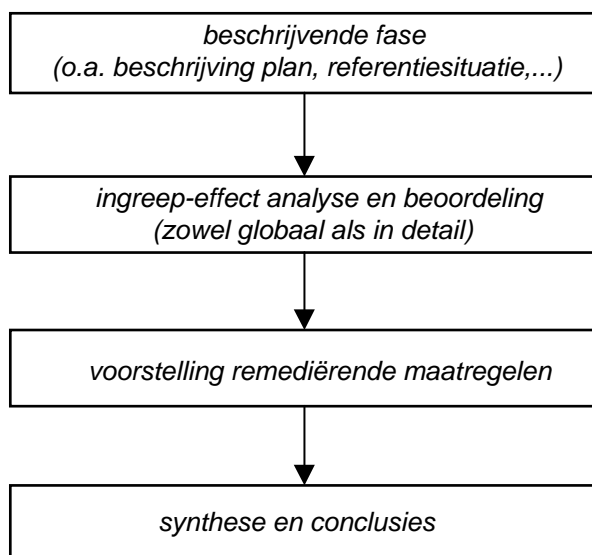 beschrijvende fase
(o.a. beschrijving plan, referentiesituatie,...)
ingreep-effect analyse en beoordeling
(zowel globaal als in detail)
voorstelling remediërende maatregelen
synthese en conclusies